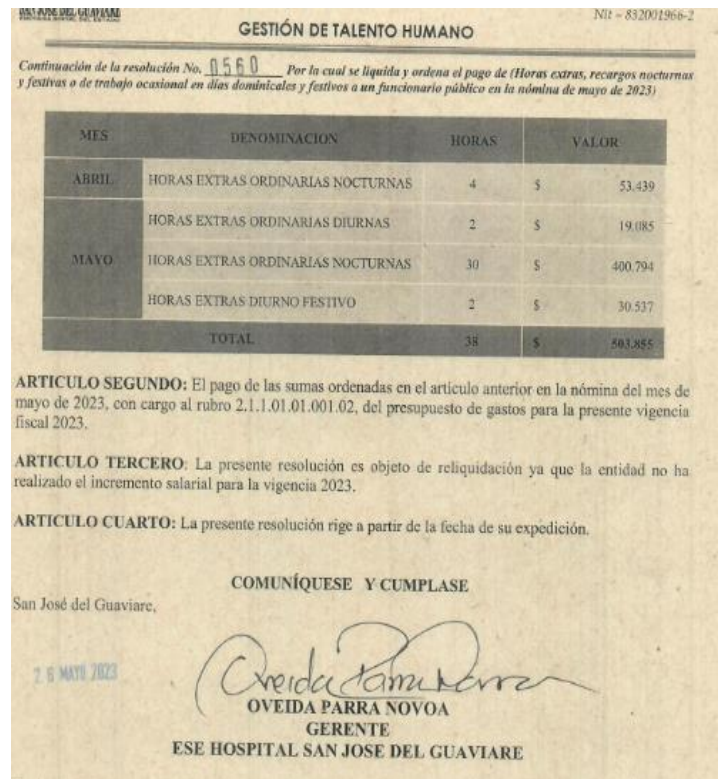 SAN JOSE DEL GUAVIARE
Nit – 832001966-2
GESTIÓN DE TALENTO HUMANO
Continuación de la resolución No. 0560 Por la cual se liquida y ordena el pago de (Horas extras, recargos nocturnas
y festivas o de trabajo ocasional en días dominicales y festivos a un funcionario público en la nómina de mayo de 2023)
MES DENOMINACION HORAS VALOR
ABRIL HORAS EXTRAS ORDINARIAS NOCTURNAS 4 $ 53.439
HORAS EXTRAS ORDINARIAS DIURNAS 2 $ 19.085
MAYO HORAS EXTRAS ORDINARIAS NOCTURNAS 30 $ 400.794
HORAS EXTRAS DIURNO FESTIVO 2 $ 30.537
TOTAL 38 $ 503.855
ARTICULO SEGUNDO: El pago de las sumas ordenadas en el artículo anterior en la nómina del mes de
mayo de 2023, con cargo al rubro 2.1.1.01.01.001.02, del presupuesto de gastos para la presente vigencia
fiscal 2023.
ARTICULO TERCERO: La presente resolución es objeto de reliquidación ya que la entidad no ha
realizado el incremento salarial para la vigencia 2023.
ARTICULO CUARTO: La presente resolución rige a partir de la fecha de su expedición.
COMUNÍQUESE Y CUMPLASE
San José del Guaviare,
26 MAYO 2023
OVEIDA PARRA NOVOA
GERENTE
ESE HOSPITAL SAN JOSE DEL GUAVIARE